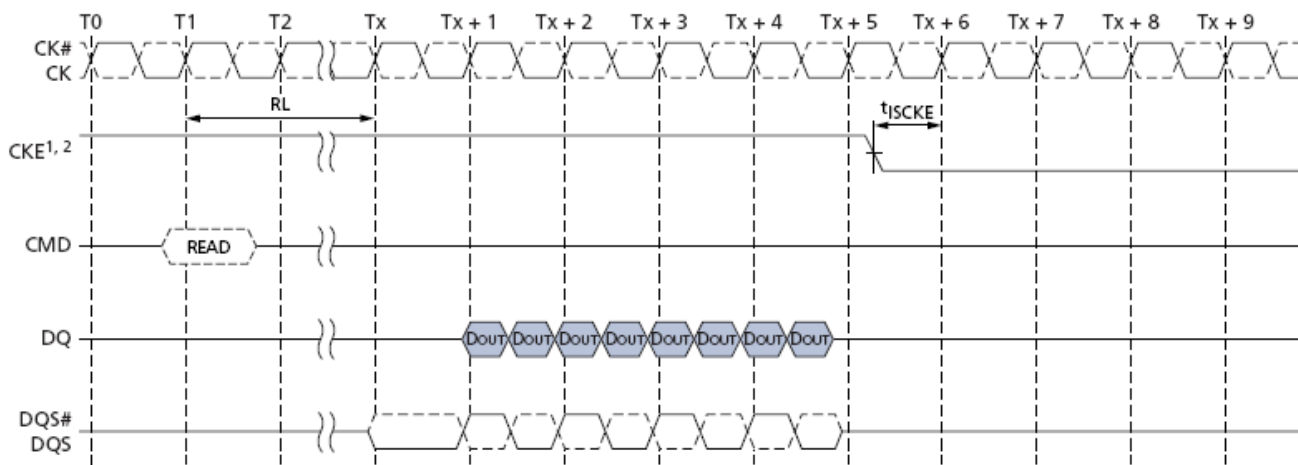 T0 T1 T2 Tx Tx + 1 Tx + 2 Tx + 3 Tx + 4 Tx + 5 Tx + 6 Tx + 7 Tx + 8 Tx + 9
CK#
CK
RL
tISCKE
CKE1, 2
CMD READ
DQ DOUT DOUT DOUT DOUT DOUT DOUT DOUT DOUT
DQS#
DQS